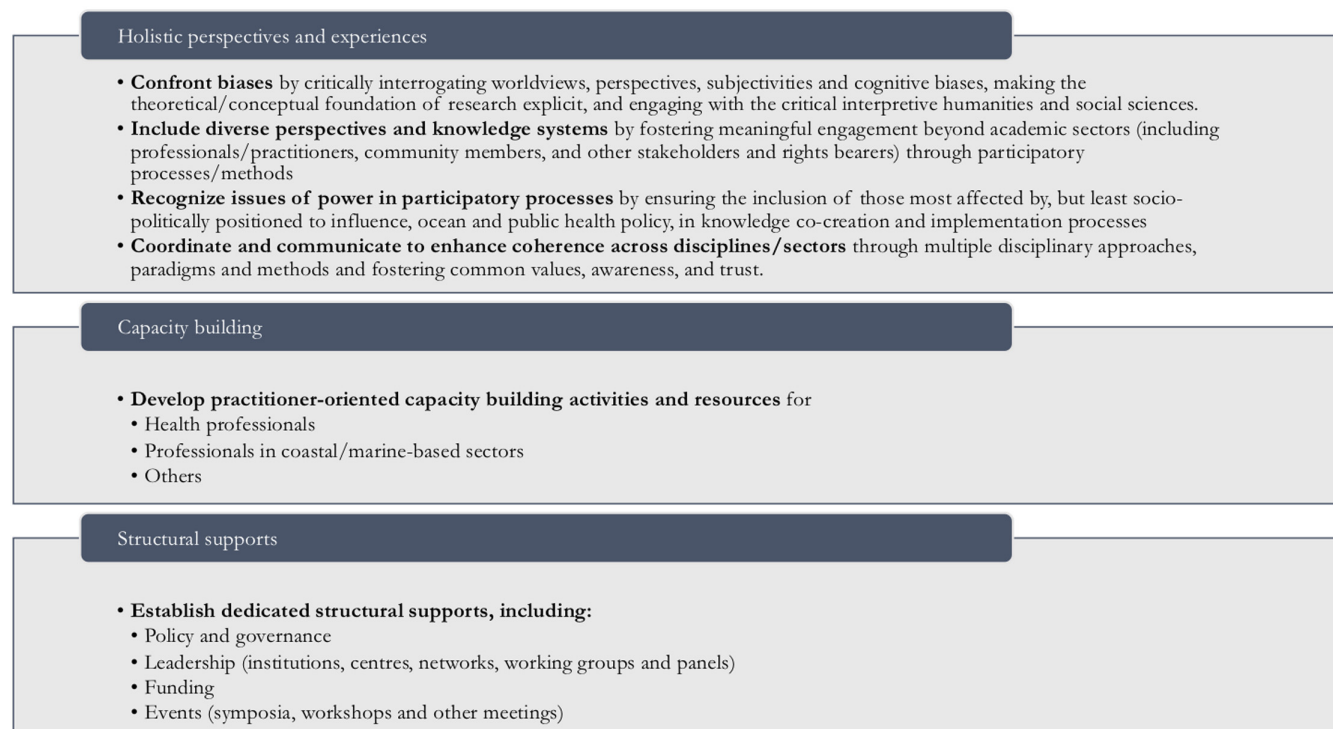 Holistic perspectives and experiences
• Confront biases by critically interrogating worldviews, perspectives, subjectivities and cognitive biases, making the
theoretical/conceptual foundation of research explicit, and engaging with the critical interpretive humanities and social sciences.
• Include diverse perspectives and knowledge systems by fostering meaningful engagement beyond academic sectors (including
professionals/practitioners, community members, and other stakeholders and rights bearers) through participatory
processes/methods
• Recognize issues of power in participatory processes by ensuring the inclusion of those most affected by, but least socio-
politically positioned to influence, ocean and public health policy, in knowledge co-creation and implementation processes
• Coordinate and communicate to enhance coherence across disciplines/sectors through multiple disciplinary approaches,
paradigms and methods and fostering common values, awareness, and trust.
Capacity building
• Develop practitioner-oriented capacity building activities and resources for
• Health professionals
• Professionals in coastal/marine-based sectors
• Others
Structural supports
• Establish dedicated structural supports, including:
• Policy and governance
• Leadership (institutions, centres, networks, working groups and panels)
• Funding
• Events (symposia, workshops and other meetings)